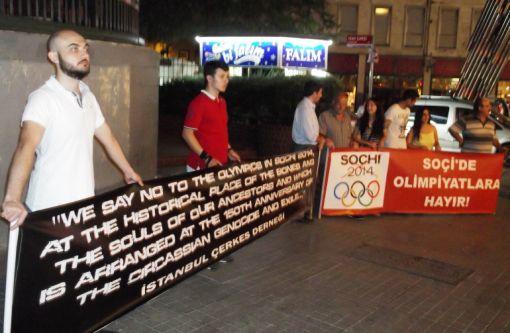 FALIM
"WE SAY NO TO THE OLYMPICS IN SOCHI 2014
AT THE HISTORICAL PLACE OF THE BONES AND
THE SOULS OF OUR ANCESTORS AND WHICH
IS ARRANGED AT THE 150TH ANNIVERSARY OF
THE CIRCASSIAN GENOCIDE AND EXILE..."
İSTANBUL ÇERKES DERNEĞİ
SOCHI
2014
SOÇİ'DE
OLİMPİYATLARA
HAYIR!